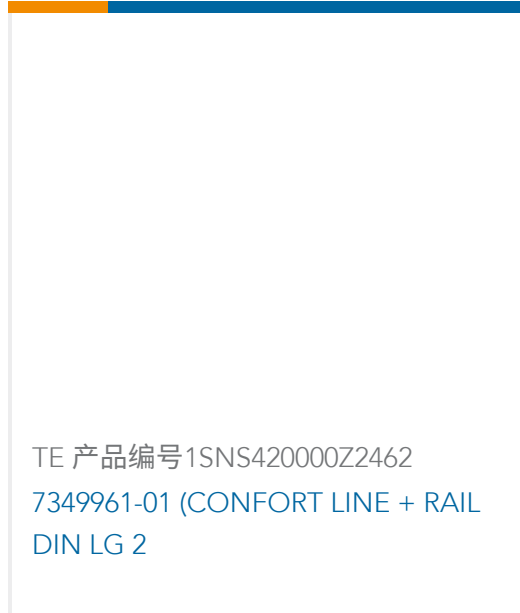 TE 产品编号1SNS420000Z2462
7349961-01 (CONFORT LINE + RAIL
DIN LG 2